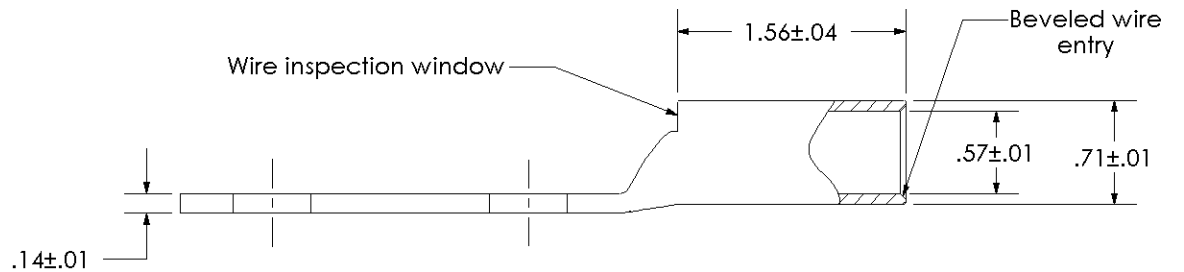 1.56±.04
Beveled wire
entry
Wire inspection window
.57±.01
.71±.01
.14±.01